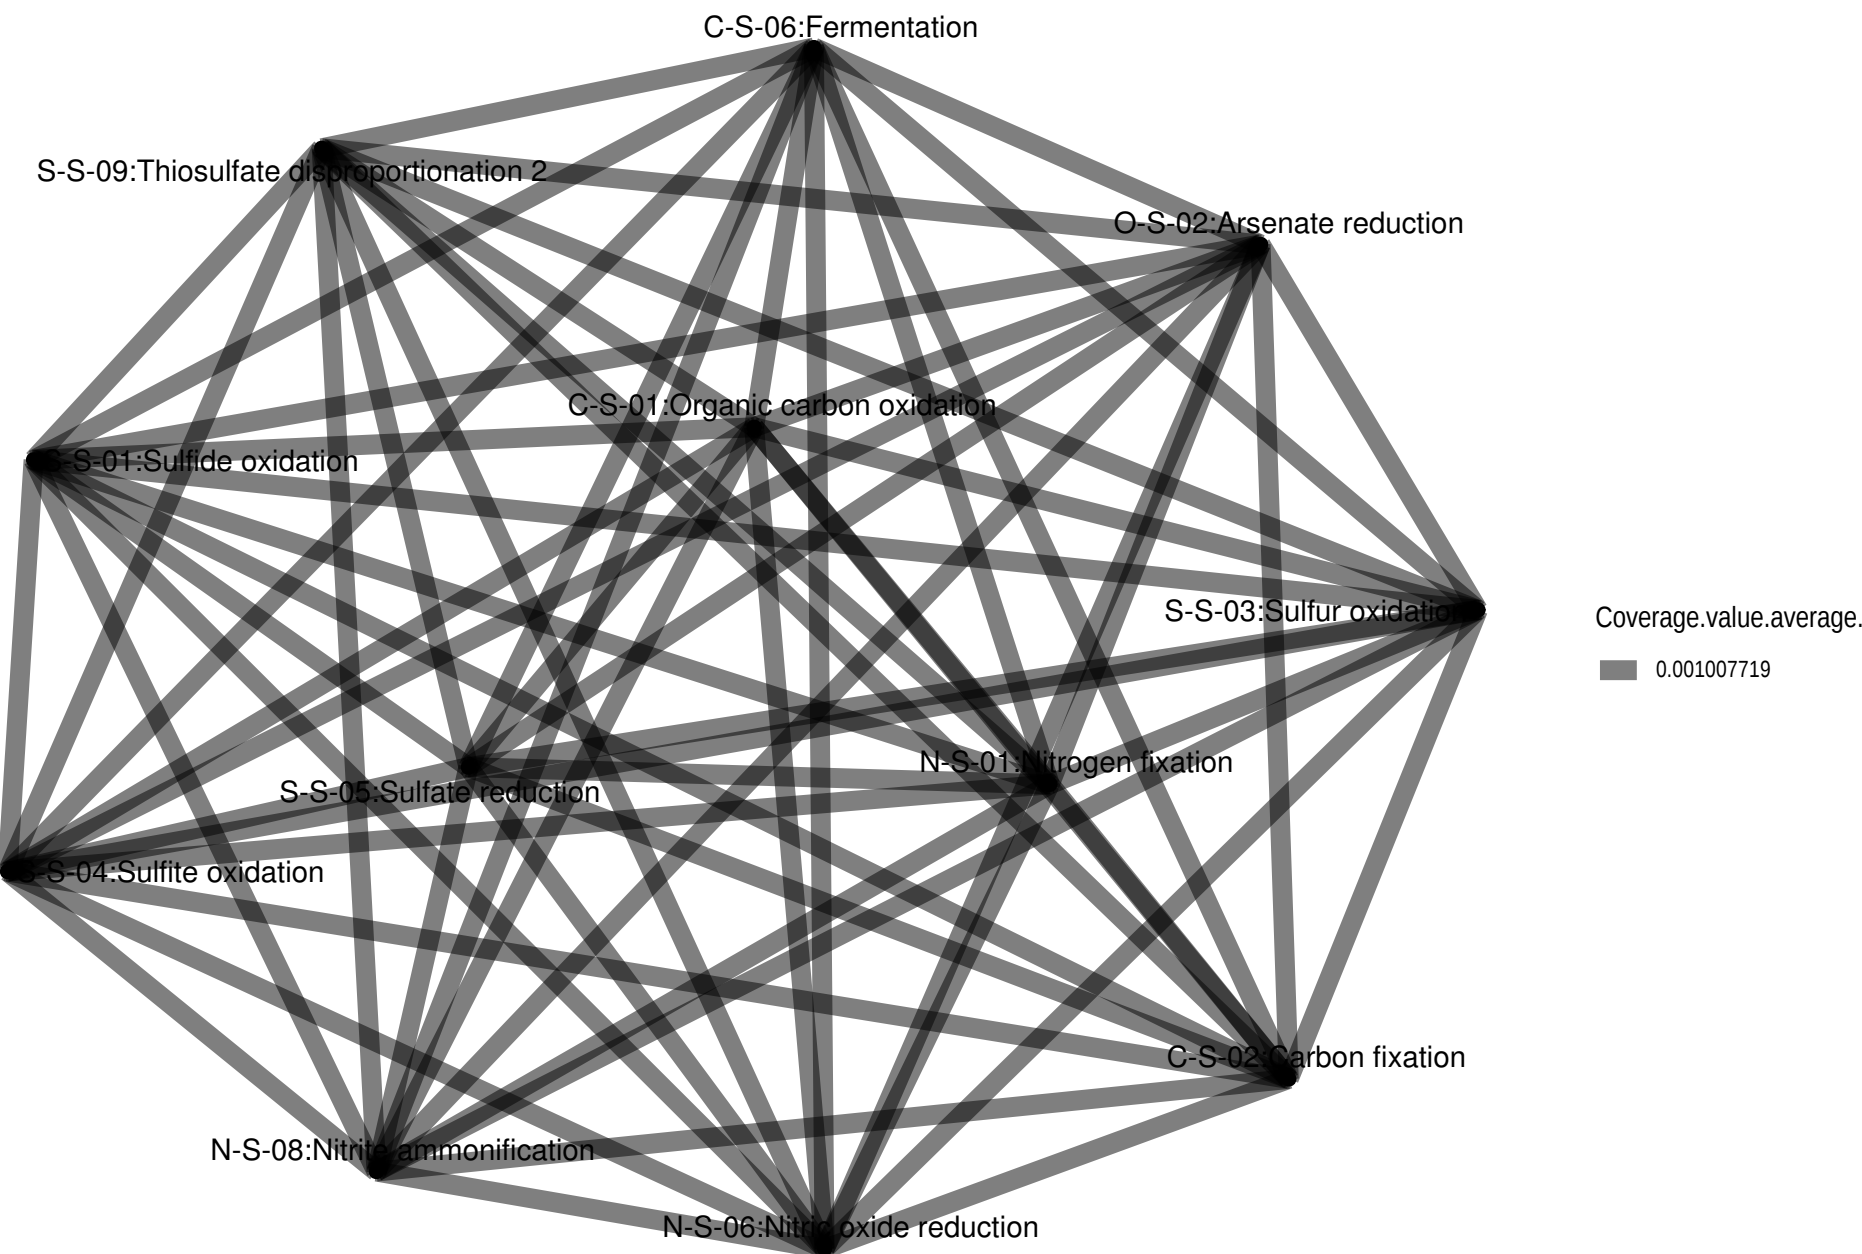 C-S-06:Fermentation
S-S-09:Thiosulfate disproportionation 2
O-S-02:Arsenate reduction
C-S-01:Organic carbon oxidation
S-S-01:Sulfide oxidation
S-S-03:Sulfur oxidation
Coverage.value.average.
0.001007719
N-S-01:Nitrogen fixation
S-S-05:Sulfate reduction
S-S-04:Sulfite oxidation
C-S-02:Carbon fixation
N-S-08:Nitrite ammonification
N-S-06:Nitric oxide reduction